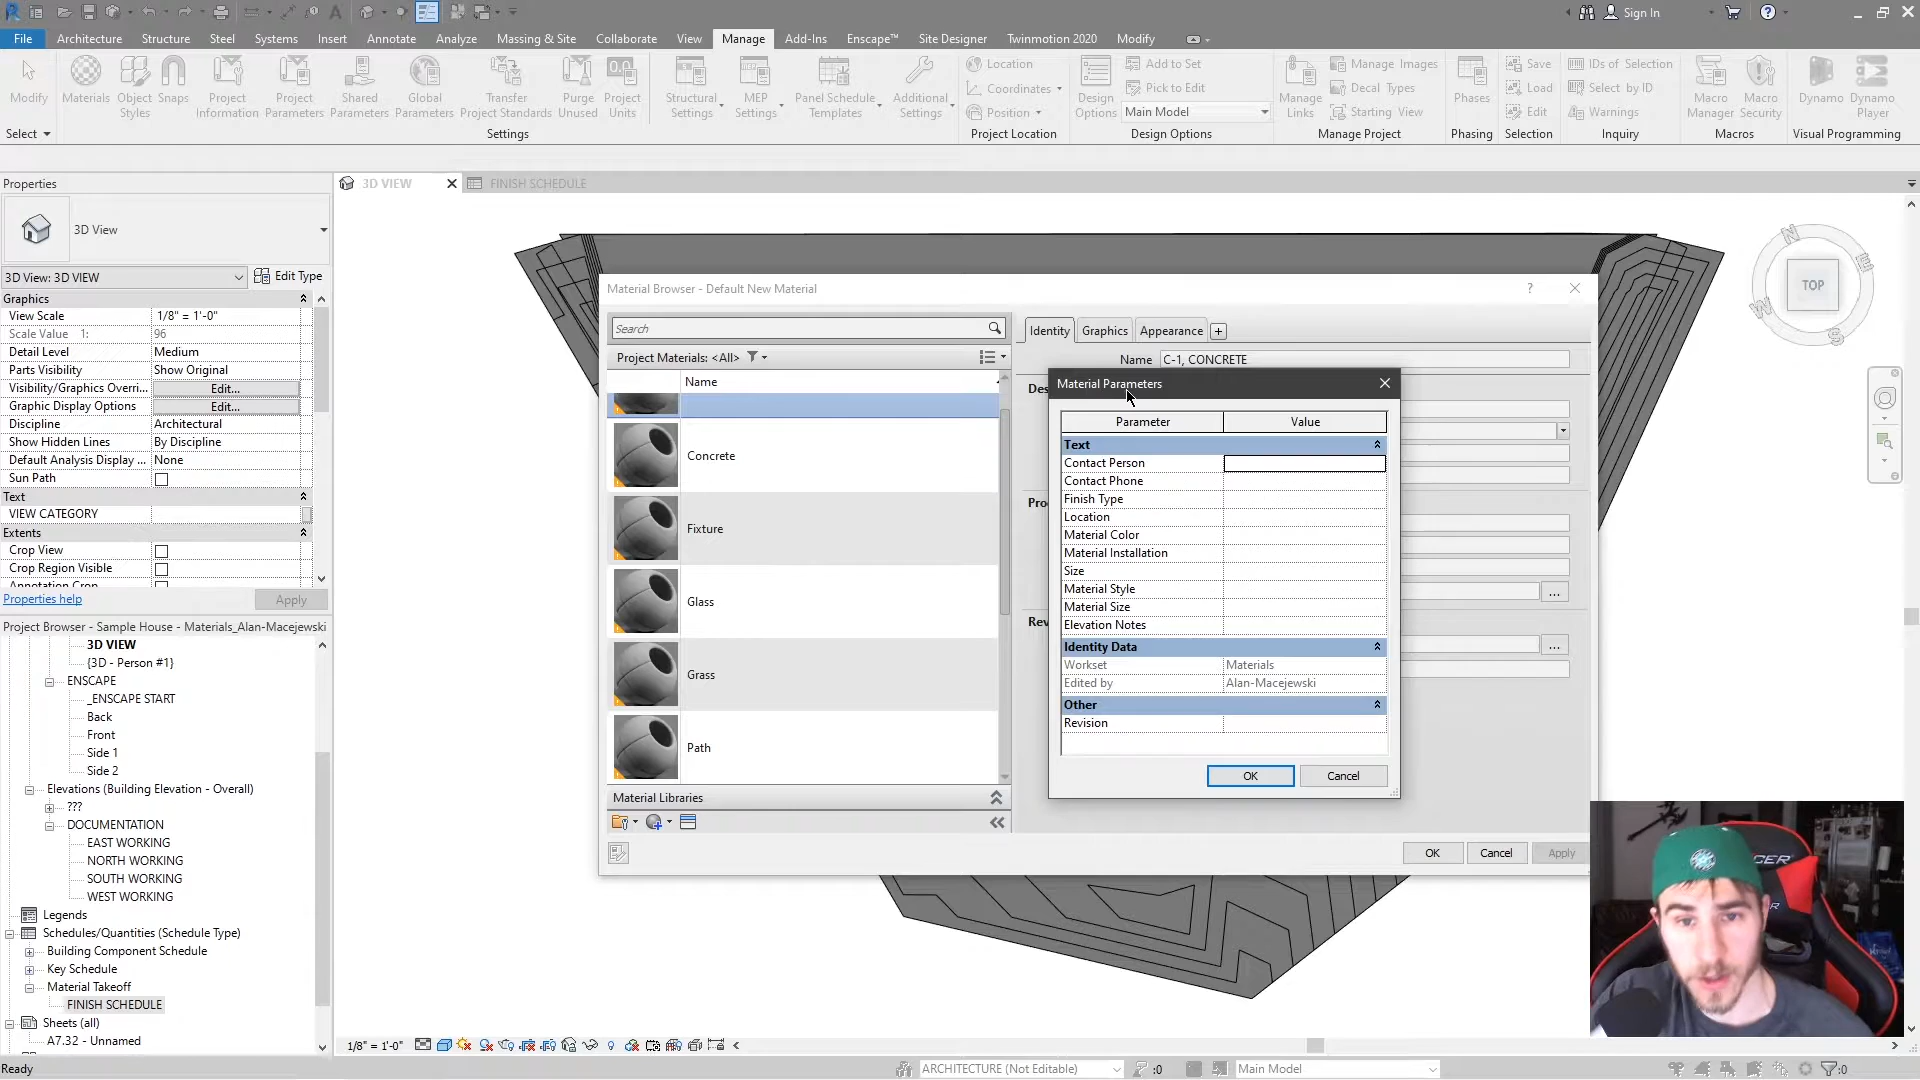 Sign In
File Architecture Structure Steel Systems Insert Annotate Analyze Massing & Site Collaborate View Manage Add-Ins Enscape™ Site Designer Twinmotion 2020 Modify
Modify
Materials
Object Styles
Snaps
Project Information
Project Parameters
Shared Parameters
Global Parameters
Transfer Project Standards
Purge Unused
Project Units
Structural Settings
MEP Settings
Panel Schedule Templates
Additional Settings
Location
Coordinates
Position
Design Options
Add to Set
Pick to Edit
Main Model
Manage Links
Manage Images
Decal Types
Starting View
Phases
Save
Load
Edit
IDs of Selection
Select by ID
Warnings
Macro Manager
Macro Security
Dynamo
Dynamo Player
Select Settings Project Location Design Options Manage Project Phasing Selection Inquiry Macros Visual Programming
Properties
3D VIEW
FINISH SCHEDULE
3D View
3D View: 3D VIEW
Edit Type
Graphics
View Scale 1/8" = 1'-0"
Scale Value 1: 96
Detail Level Medium
Parts Visibility Show Original
Visibility/Graphics Overri... Edit...
Graphic Display Options Edit...
Discipline Architectural
Show Hidden Lines By Discipline
Default Analysis Display ... None
Sun Path
Text
VIEW CATEGORY
Extents
Crop View
Crop Region Visible
Annotation Crop
Properties help
Apply
Project Browser - Sample House - Materials_Alan-Macejewski
3D VIEW
{3D - Person #1}
ENSCAPE
_ENSCAPE START
Back
Front
Side 1
Side 2
Elevations (Building Elevation - Overall)
???
DOCUMENTATION
EAST WORKING
NORTH WORKING
SOUTH WORKING
WEST WORKING
Legends
Schedules/Quantities (Schedule Type)
Building Component Schedule
Key Schedule
Material Takeoff
FINISH SCHEDULE
Sheets (all)
A7.32 - Unnamed
Material Browser - Default New Material
Search
Project Materials: <All>
Name
Concrete
Fixture
Glass
Grass
Path
Material Libraries
Identity Graphics Appearance
Name C-1, CONCRETE
Des
Pro
Rev
Material Parameters
Parameter Value
Text
Contact Person
Contact Phone
Finish Type
Location
Material Color
Material Installation
Size
Material Style
Material Size
Elevation Notes
Identity Data
Workset Materials
Edited by Alan-Macejewski
Other
Revision
OK Cancel
OK Cancel Apply
N
E
W
S
TOP
1/8" = 1'-0"
Ready
ARCHITECTURE (Not Editable)
:0
Main Model
:0